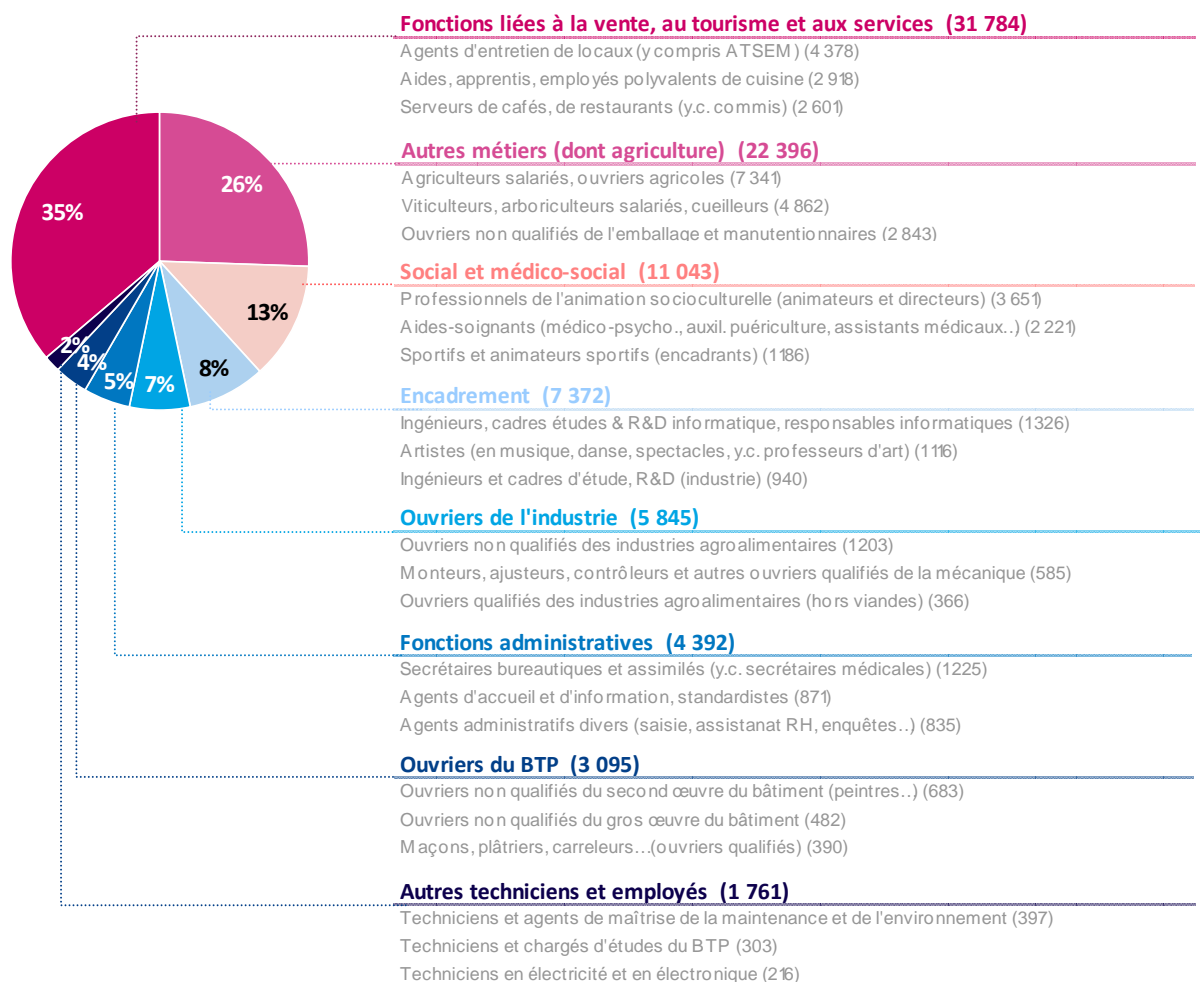 Fonctions liées à la vente, au tourisme et aux services (31 784)
Agents d'entretien de locaux (y compris ATSEM) (4 378)
Aides, apprentis, employés polyvalents de cuisine (2 918)
Serveurs de cafés, de restaurants (y.c. commis) (2 601)
Autres métiers (dont agriculture) (22 396)
Agriculteurs salariés, ouvriers agricoles (7 341)
Viticulteurs, arboriculteurs salariés, cueilleurs (4 862)
Ouvriers non qualifiés de l'emballage et manutentionnaires (2 843)
Social et médico-social (11 043)
Professionnels de l'animation socioculturelle (animateurs et directeurs) (3 651)
Aides-soignants (médico-psycho., auxil. puériculture, assistants médicaux..) (2 221)
Sportifs et animateurs sportifs (encadrants) (1186)
Encadrement (7 372)
Ingénieurs, cadres études & R&D informatique, responsables informatiques (1326)
Artistes (en musique, danse, spectacles, y.c. professeurs d'art) (1116)
Ingénieurs et cadres d'étude, R&D (industrie) (940)
Ouvriers de l'industrie (5 845)
Ouvriers non qualifiés des industries agroalimentaires (1203)
Monteurs, ajusteurs, contrôleurs et autres ouvriers qualifiés de la mécanique (585)
Ouvriers qualifiés des industries agroalimentaires (hors viandes) (366)
Fonctions administratives (4 392)
Secrétaires bureautiques et assimilés (y.c. secrétaires médicales) (1225)
Agents d'accueil et d'information, standardistes (871)
Agents administratifs divers (saisie, assistanat RH, enquêtes..) (835)
Ouvriers du BTP (3 095)
Ouvriers non qualifiés du second œuvre du bâtiment (peintres..) (683)
Ouvriers non qualifiés du gros œuvre du bâtiment (482)
Maçons, plâtriers, carreleurs...(ouvriers qualifiés) (390)
Autres techniciens et employés (1 761)
Techniciens et agents de maîtrise de la maintenance et de l'environnement (397)
Techniciens et chargés d'études du BTP (303)
Techniciens en électricité et en électronique (216)
35%
26%
13%
8%
7%
5%
4%
2%